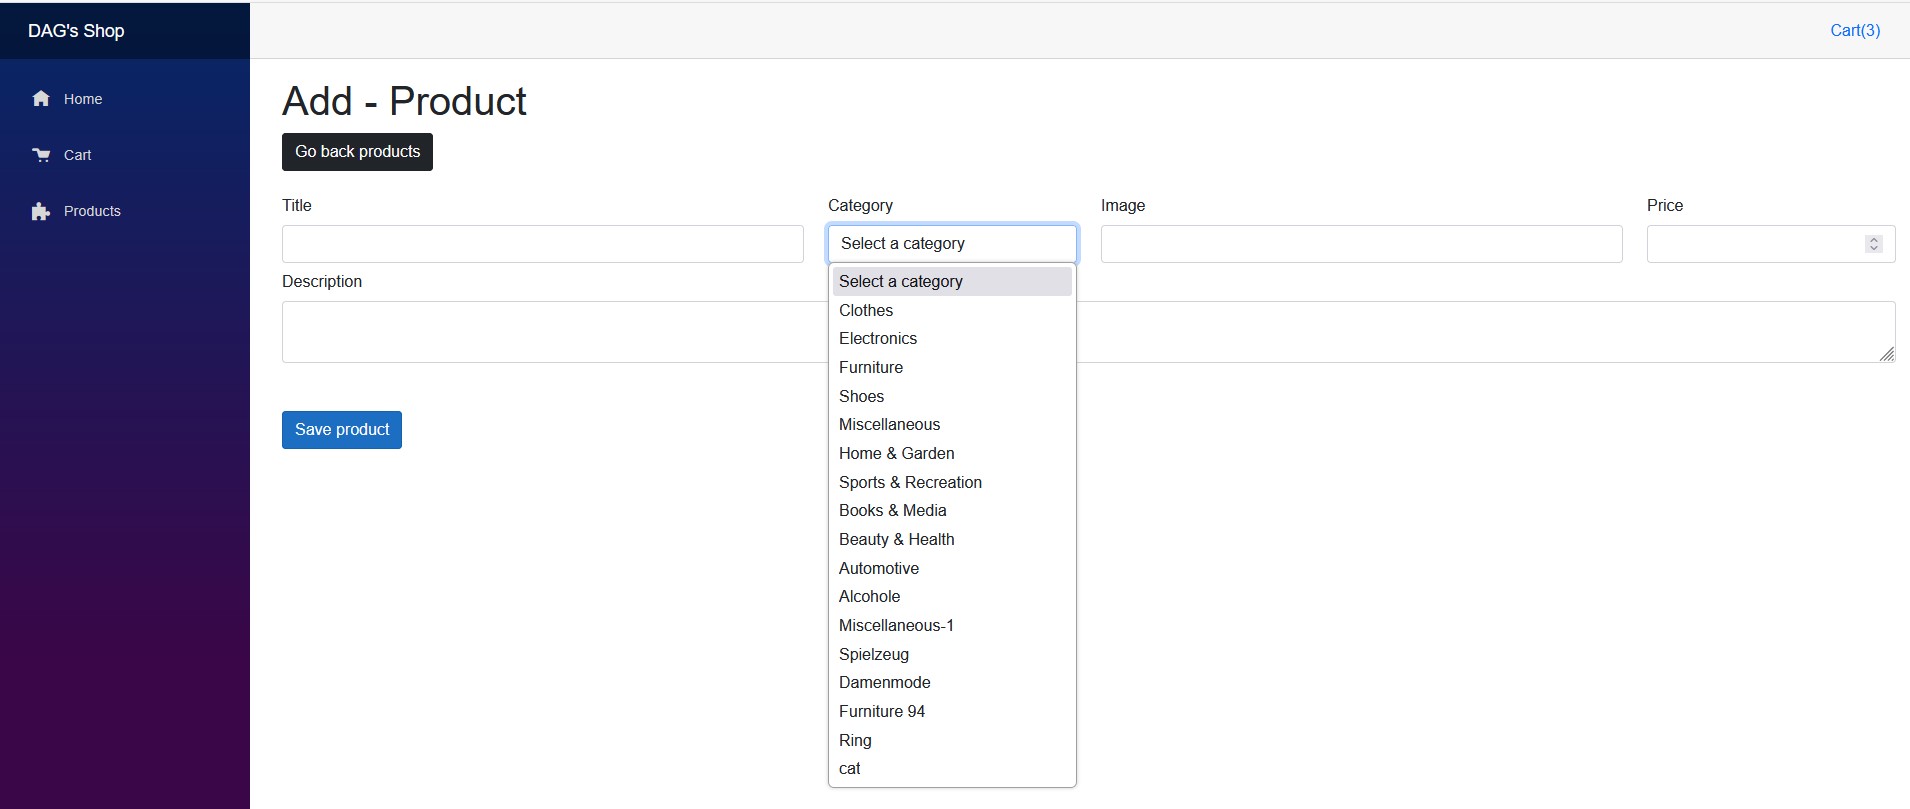 DAG's Shop
Cart(3)
Home
Cart
Products
Add - Product
Go back products
Title
Category
Image
Price
Select a category
Description
Select a category
Clothes
Electronics
Furniture
Shoes
Miscellaneous
Home & Garden
Sports & Recreation
Books & Media
Beauty & Health
Automotive
Alcohole
Miscellaneous-1
Spielzeug
Damenmode
Furniture 94
Ring
cat
Save product